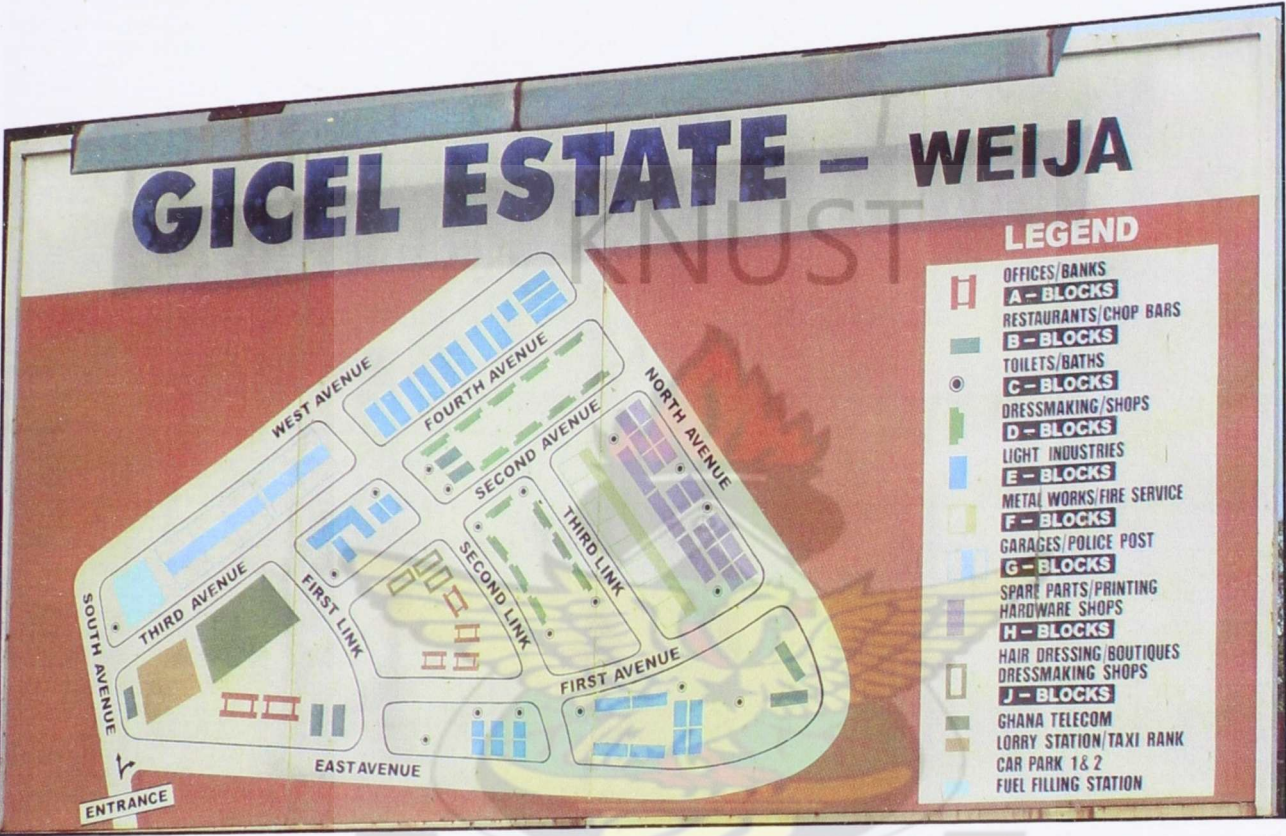 GICEL ESTATE – WEIJA
KNUST
LEGEND
OFFICES/BANKS
A – BLOCKS
RESTAURANTS/CHOP BARS
B – BLOCKS
TOILETS/BATHS
C – BLOCKS
DRESSMAKING/SHOPS
D – BLOCKS
LIGHT INDUSTRIES
E – BLOCKS
METAL WORKS/FIRE SERVICE
F – BLOCKS
GARAGES/POLICE POST
G – BLOCKS
SPARE PARTS/PRINTING
HARDWARE SHOPS
H – BLOCKS
HAIR DRESSING/BOUTIQUES
DRESSMAKING SHOPS
J – BLOCKS
GHANA TELECOM
LORRY STATION/TAXI RANK
CAR PARK 1 & 2
FUEL FILLING STATION
WEST AVENUE
FOURTH AVENUE
NORTH AVENUE
SECOND AVENUE
THIRD LINK
SECOND LINK
FIRST LINK
THIRD AVENUE
SOUTH AVENUE
FIRST AVENUE
EAST AVENUE
ENTRANCE